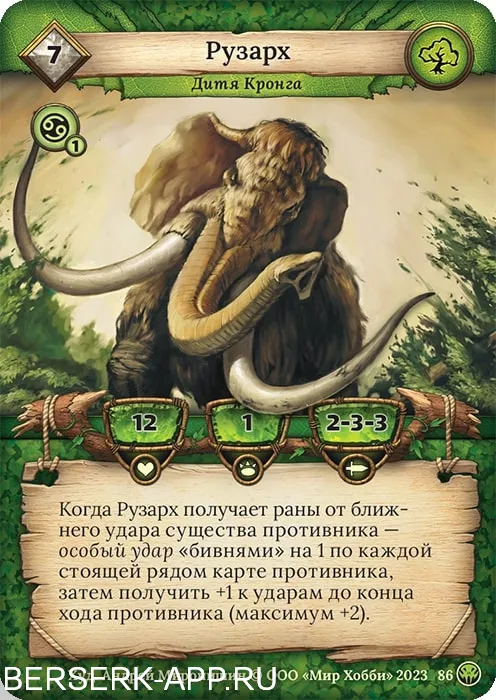 7
Рузарх
Дитя Кронга
1
12
1
2-3-3
Когда Рузарх получает раны от ближ-
него удара существа противника —
особый удар «бивнями» на 1 по каждой
стоящей рядом карте противника,
затем получить +1 к ударам до конца
хода противника (максимум +2).
ООО «Мир Хобби» 2023 86
BERSERK-APP.RU